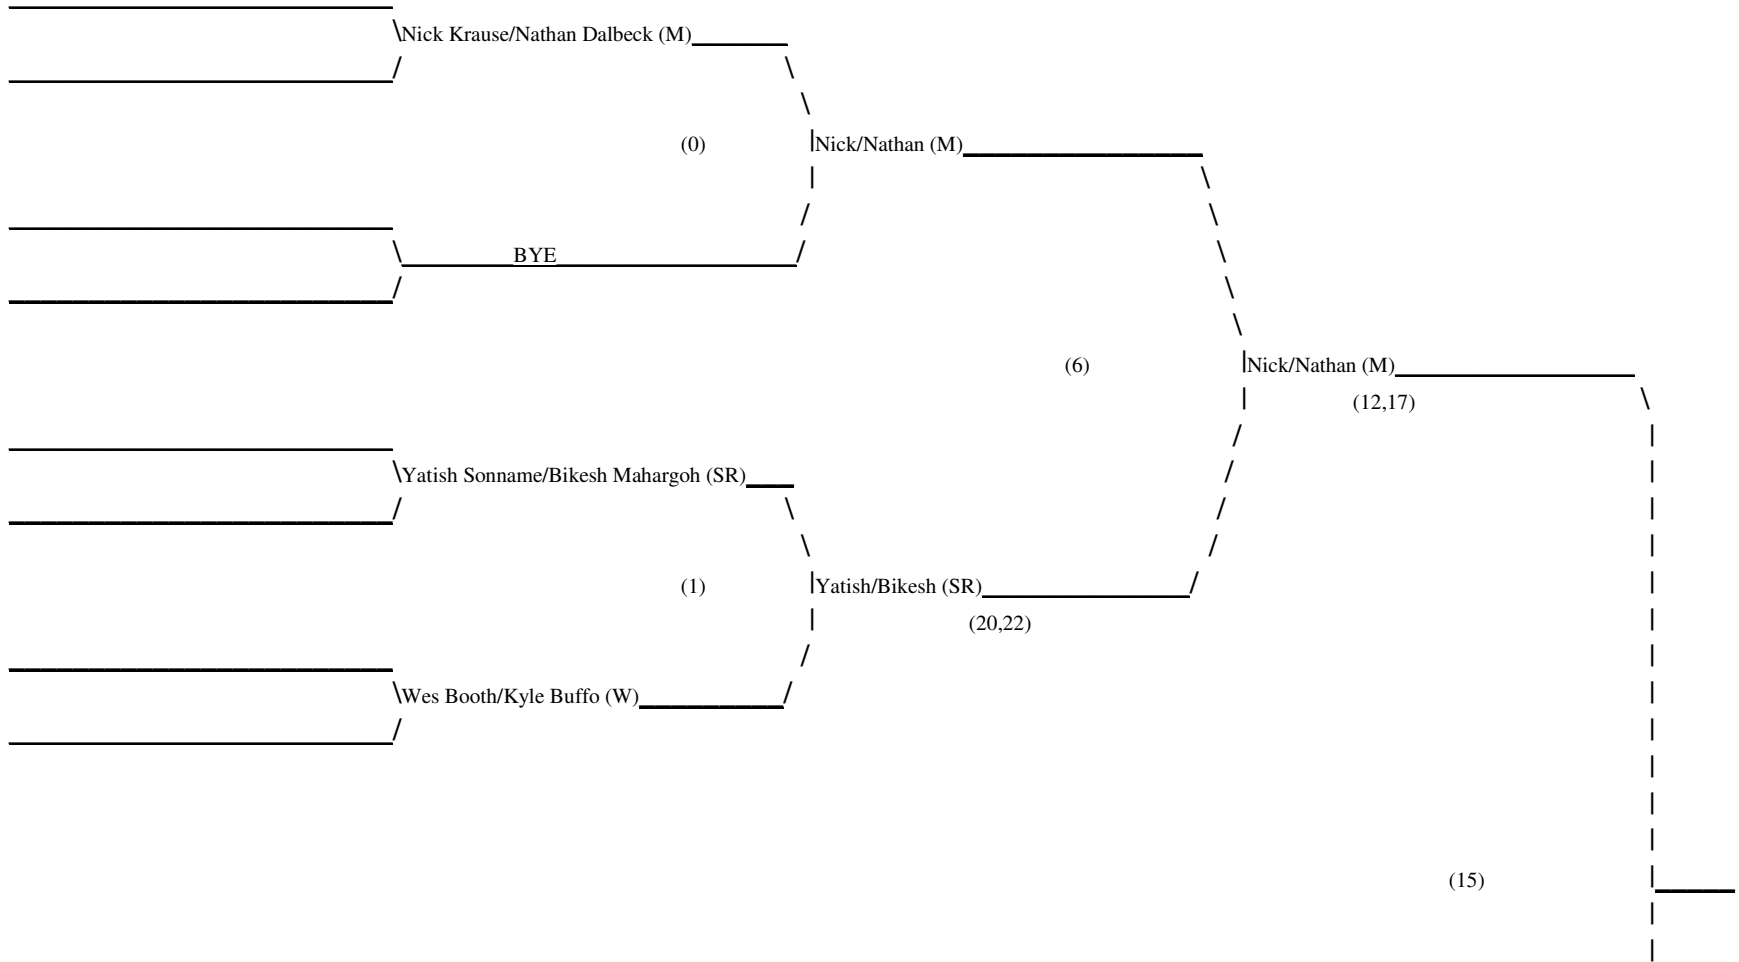 Nick Krause/Nathan Dalbeck (M)
(0)
Nick/Nathan (M)
BYE
(6)
Nick/Nathan (M)
(12,17)
Yatish Sonname/Bikesh Mahargoh (SR)
(1)
Yatish/Bikesh (SR)
(20,22)
Wes Booth/Kyle Buffo (W)
(15)